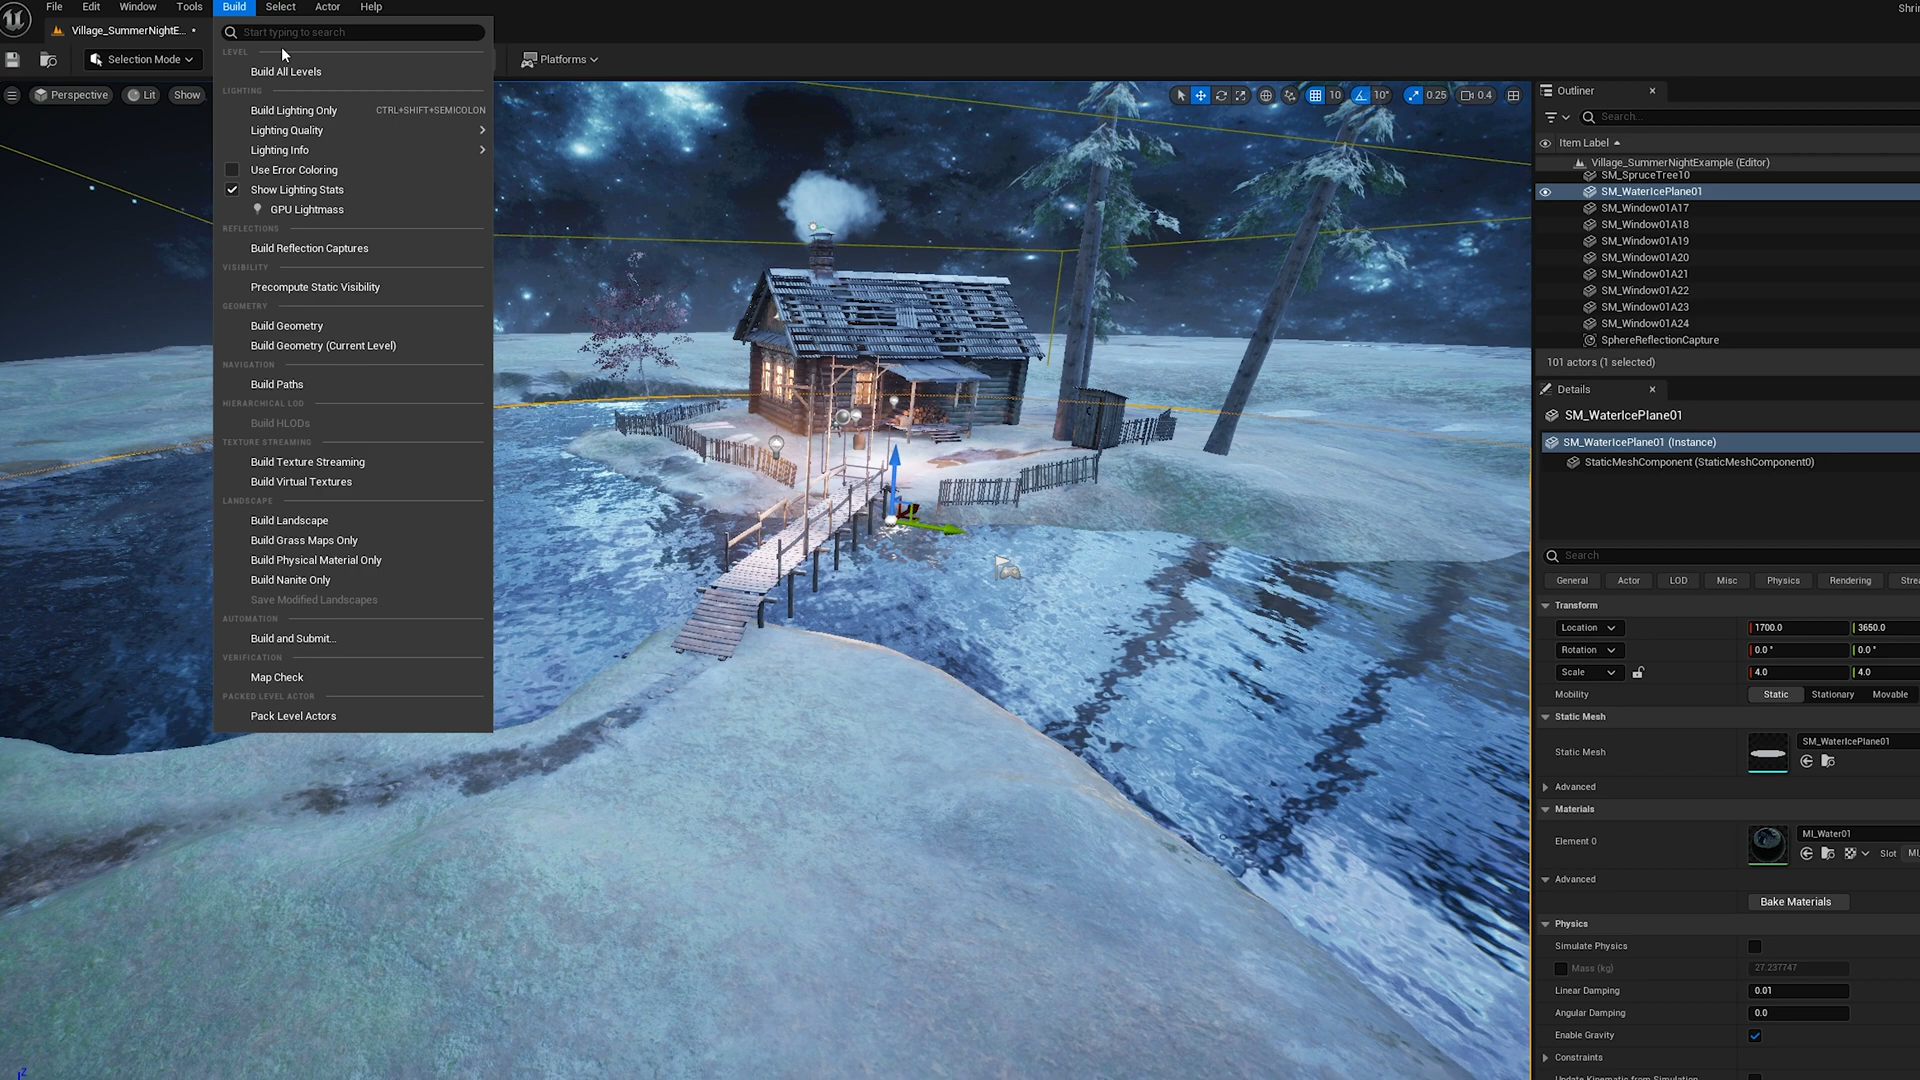 File Edit Window Tools Build Select Actor Help
Shri
Village_SummerNightE... •
Selection Mode
Platforms
Perspective
Lit
Show
10
10°
0.25
0.4
Start typing to search
LEVEL
Build All Levels
LIGHTING
Build Lighting Only CTRL+SHIFT+SEMICOLON
Lighting Quality
Lighting Info
Use Error Coloring
Show Lighting Stats
GPU Lightmass
REFLECTIONS
Build Reflection Captures
VISIBILITY
Precompute Static Visibility
GEOMETRY
Build Geometry
Build Geometry (Current Level)
NAVIGATION
Build Paths
HIERARCHICAL LOD
Build HLODs
TEXTURE STREAMING
Build Texture Streaming
Build Virtual Textures
LANDSCAPE
Build Landscape
Build Grass Maps Only
Build Physical Material Only
Build Nanite Only
Save Modified Landscapes
AUTOMATION
Build and Submit...
VERIFICATION
Map Check
PACKED LEVEL ACTOR
Pack Level Actors
Z
Outliner
Search...
Item Label
Village_SummerNightExample (Editor)
SM_SpruceTree10
SM_WaterIcePlane01
SM_Window01A17
SM_Window01A18
SM_Window01A19
SM_Window01A20
SM_Window01A21
SM_Window01A22
SM_Window01A23
SM_Window01A24
SphereReflectionCapture
101 actors (1 selected)
Details
SM_WaterIcePlane01
SM_WaterIcePlane01 (Instance)
StaticMeshComponent (StaticMeshComponent0)
Search
General Actor LOD Misc Physics Rendering Strea
Transform
Location 1700.0 3650.0
Rotation 0.0 ° 0.0 °
Scale 4.0 4.0
Mobility Static Stationary Movable
Static Mesh
Static Mesh SM_WaterIcePlane01
Advanced
Materials
Element 0 MI_Water01
Slot MI_
Advanced
Bake Materials
Physics
Simulate Physics
Mass (kg) 27.237747
Linear Damping 0.01
Angular Damping 0.0
Enable Gravity
Constraints
Update Kinematic from Simulation